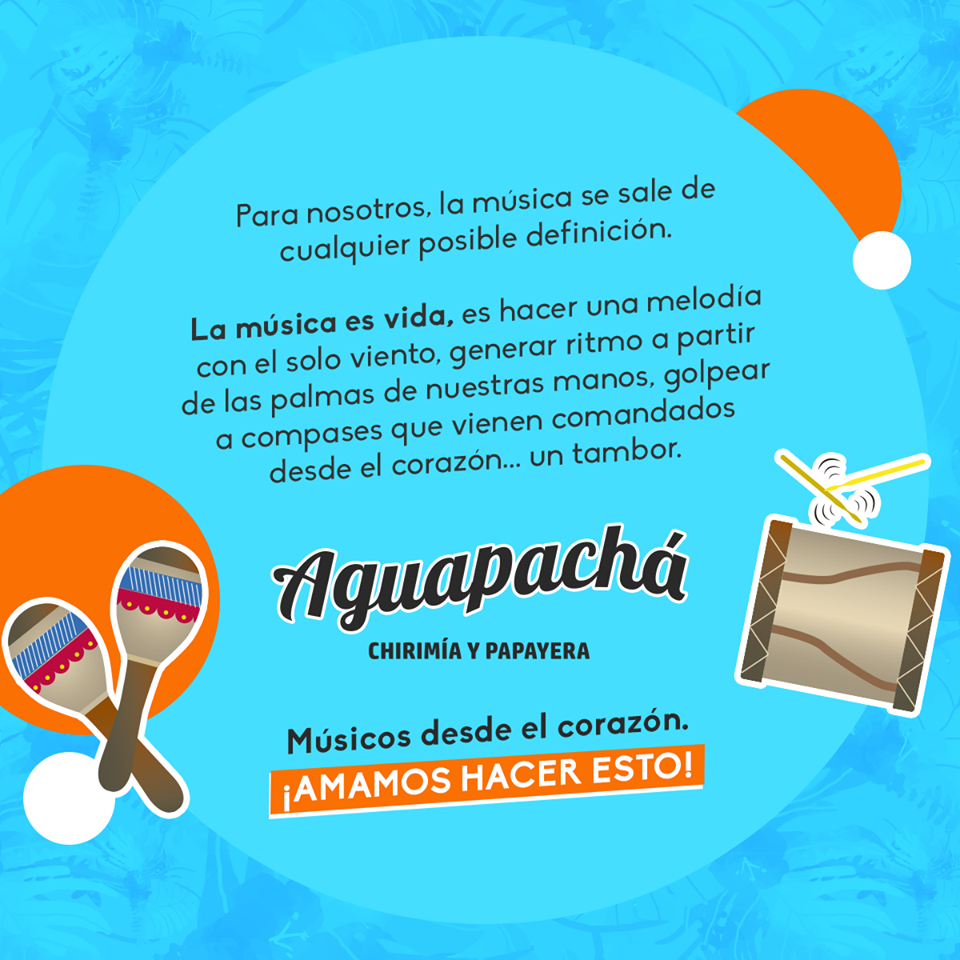 Para nosotros, la música se sale de
cualquier posible definición.
La música es vida, es hacer una melodía
con el solo viento, generar ritmo a partir
de las palmas de nuestras manos, golpear
a compases que vienen comandados
desde el corazón... un tambor.
Aguapachá
CHIRIMÍA Y PAPAYERA
Músicos desde el corazón.
¡AMAMOS HACER ESTO!